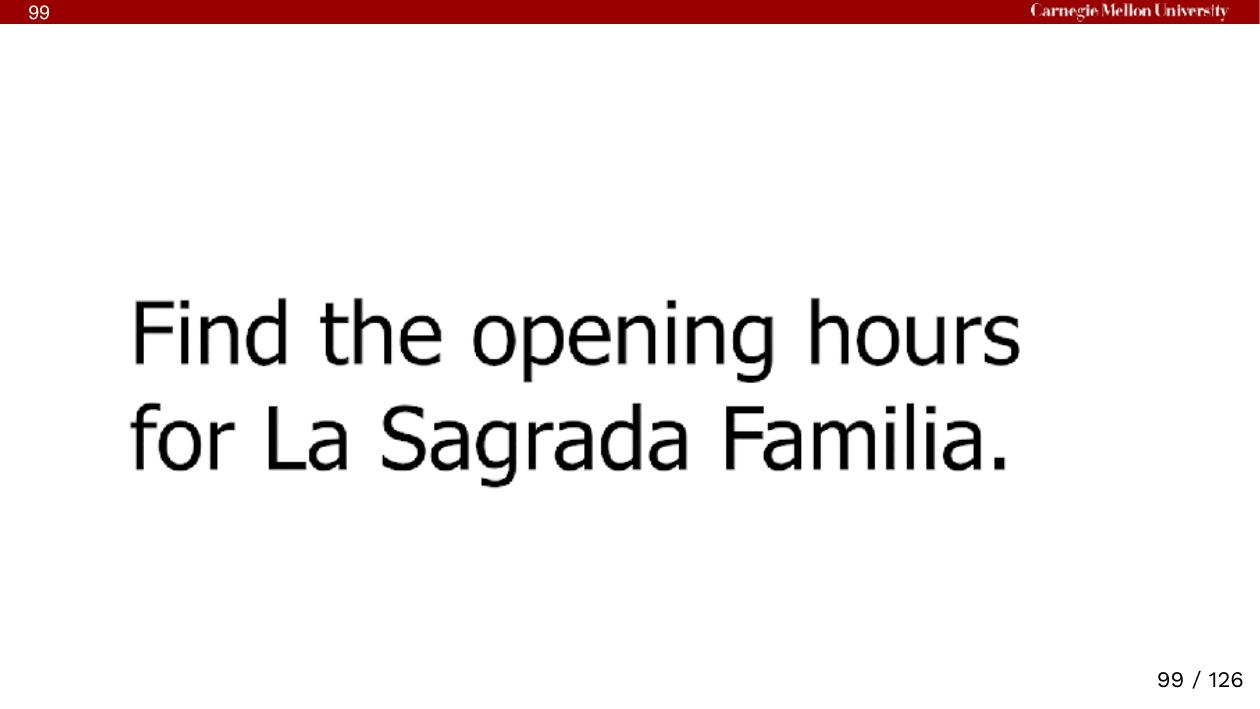 99
Carnegie Mellon University
Find the opening hours
for La Sagrada Familia.
99 / 126